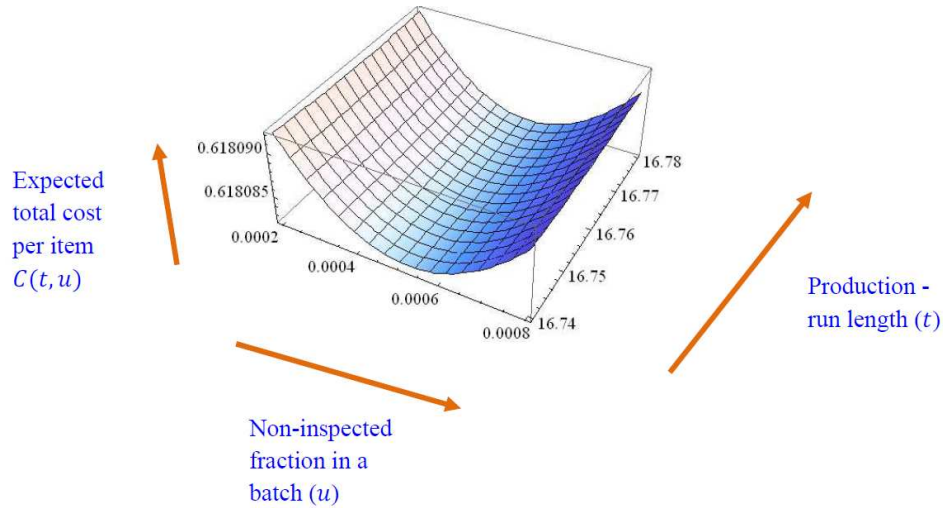 0.618090
0.618085
0.0002
0.0004
0.0006
0.0008
16.74
16.75
16.76
16.77
16.78
Expected
total cost
per item
C(t,u)
Production -
run length (t)
Non-inspected
fraction in a
batch (u)